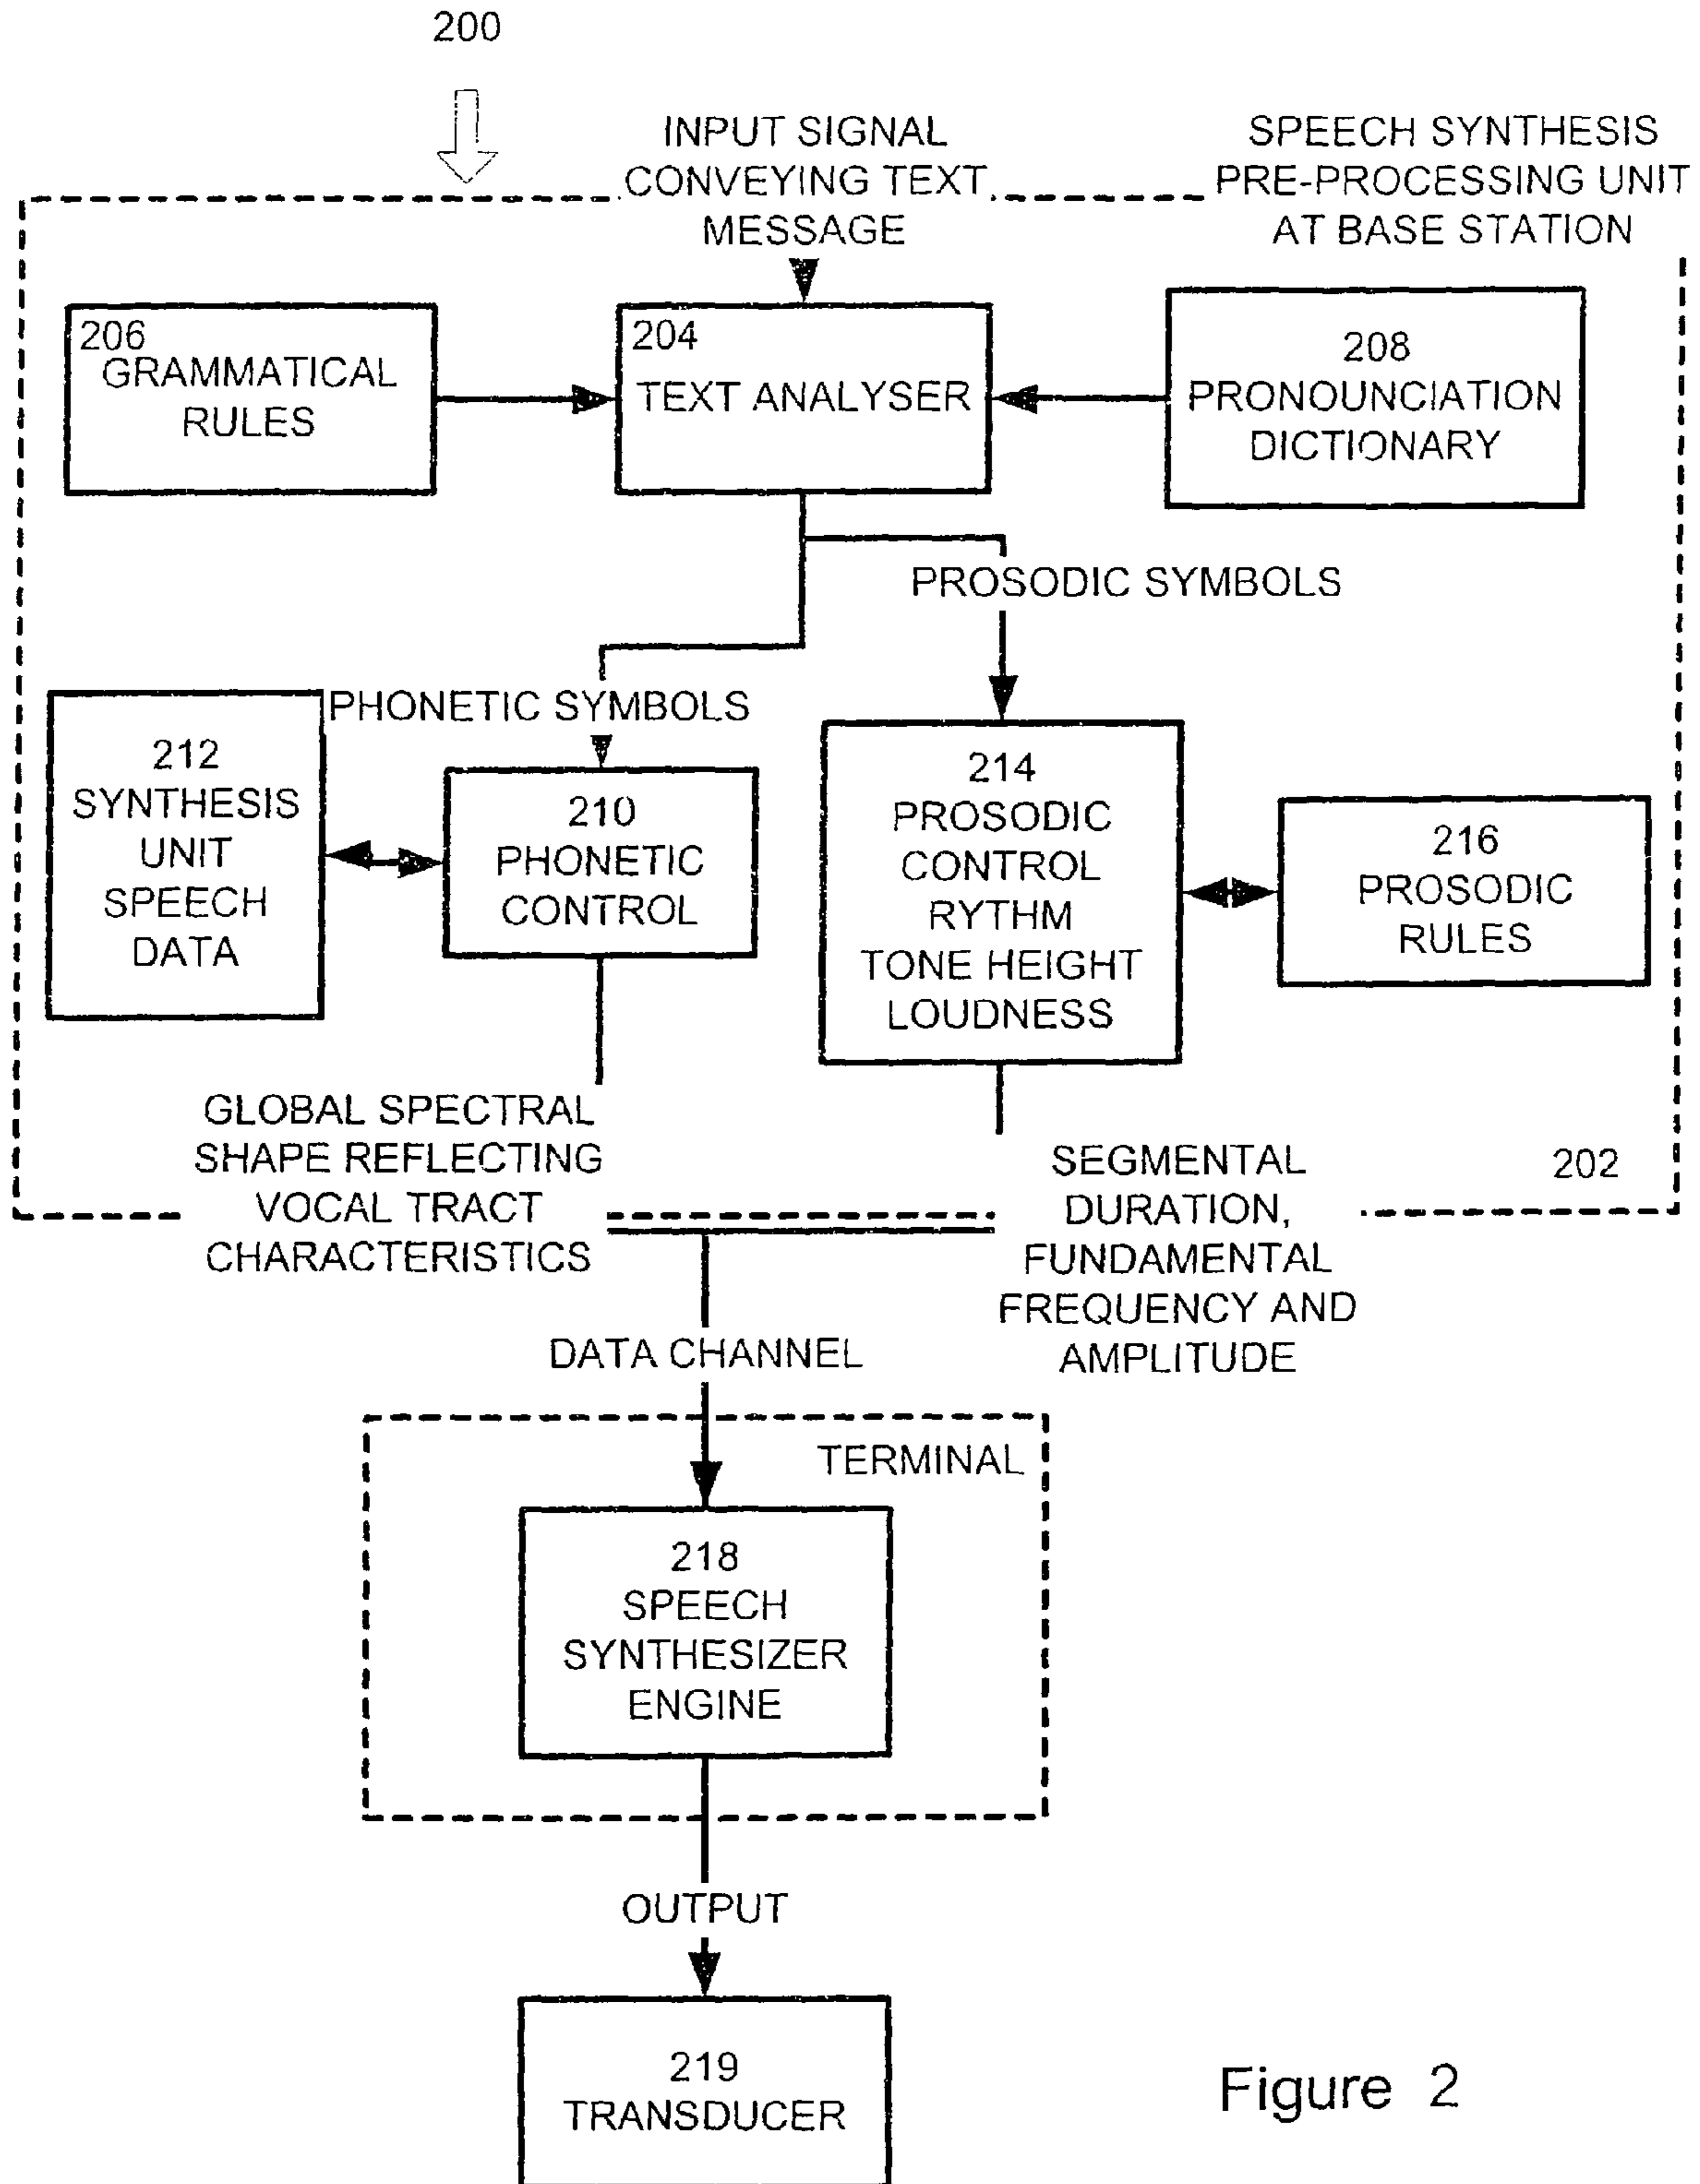 200
INPUT SIGNAL
CONVEYING TEXT
MESSAGE
SPEECH SYNTHESIS
PRE-PROCESSING UNIT
AT BASE STATION
206
GRAMMATICAL
RULES
204
TEXT ANALYSER
208
PRONOUNCIATION
DICTIONARY
PROSODIC SYMBOLS
PHONETIC SYMBOLS
212
SYNTHESIS
UNIT
SPEECH
DATA
210
PHONETIC
CONTROL
214
PROSODIC
CONTROL
RYTHM
TONE HEIGHT
LOUDNESS
216
PROSODIC
RULES
GLOBAL SPECTRAL
SHAPE REFLECTING
VOCAL TRACT
CHARACTERISTICS
SEGMENTAL
DURATION,
FUNDAMENTAL
FREQUENCY AND
AMPLITUDE
202
DATA CHANNEL
TERMINAL
218
SPEECH
SYNTHESIZER
ENGINE
OUTPUT
219
TRANSDUCER
Figure 2